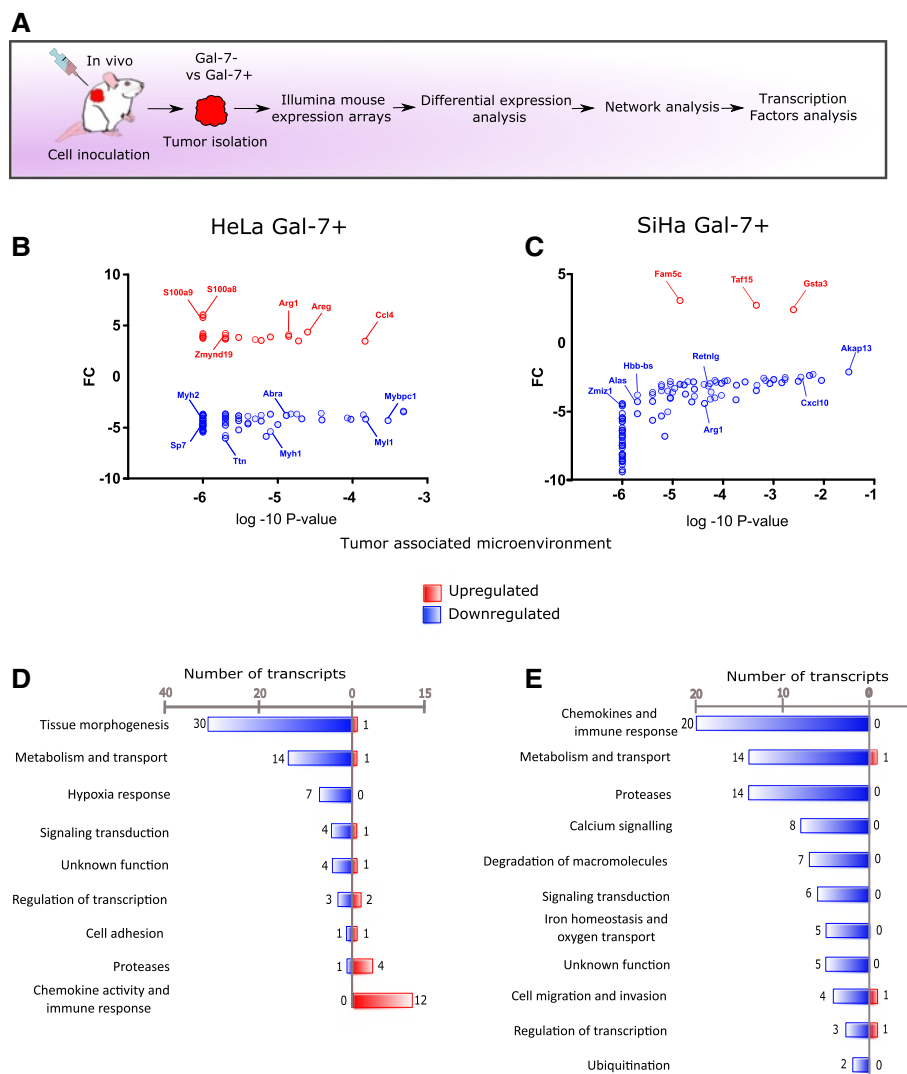 A
In vivo
Gal-7-
vs Gal-7+
Cell inoculation
Tumor isolation
Illumina mouse
expression arrays
Differential expression
analysis
Network analysis
Transcription
Factors analysis
HeLa Gal-7+
B
FC
10
5
0
-5
-10
S100a9
S100a8
Zmynd19
Arg1
Areg
Ccl4
Myh2
Sp7
Ttn
Abra
Myh1
Mybpc1
Myl1
-6
-5
-4
-3
log -10 P-value
SiHa Gal-7+
C
FC
5
0
-5
-10
Fam5c
Taf15
Gsta3
Hbb-bs
Alas
Zmiz1
Retnlg
Arg1
Akap13
Cxcl10
-6
-5
-4
-3
-2
-1
log -10 P-value
Tumor associated microenvironment
Upregulated
Downregulated
D
Number of transcripts
40 20 0 15
Tissue morphogenesis 30 1
Metabolism and transport 14 1
Hypoxia response 7 0
Signaling transduction 4 1
Unknown function 4 1
Regulation of transcription 3 2
Cell adhesion 1 1
Proteases 1 4
Chemokine activity and
immune response 0 12
E
Number of transcripts
20 10 0
Chemokines and
immune response 20 0
Metabolism and transport 14 1
Proteases 14 0
Calcium signalling 8 0
Degradation of macromolecules 7 0
Signaling transduction 6 0
Iron homeostasis and
oxygen transport 5 0
Unknown function 5 0
Cell migration and invasion 4 1
Regulation of transcription 3 1
Ubiquitination 2 0